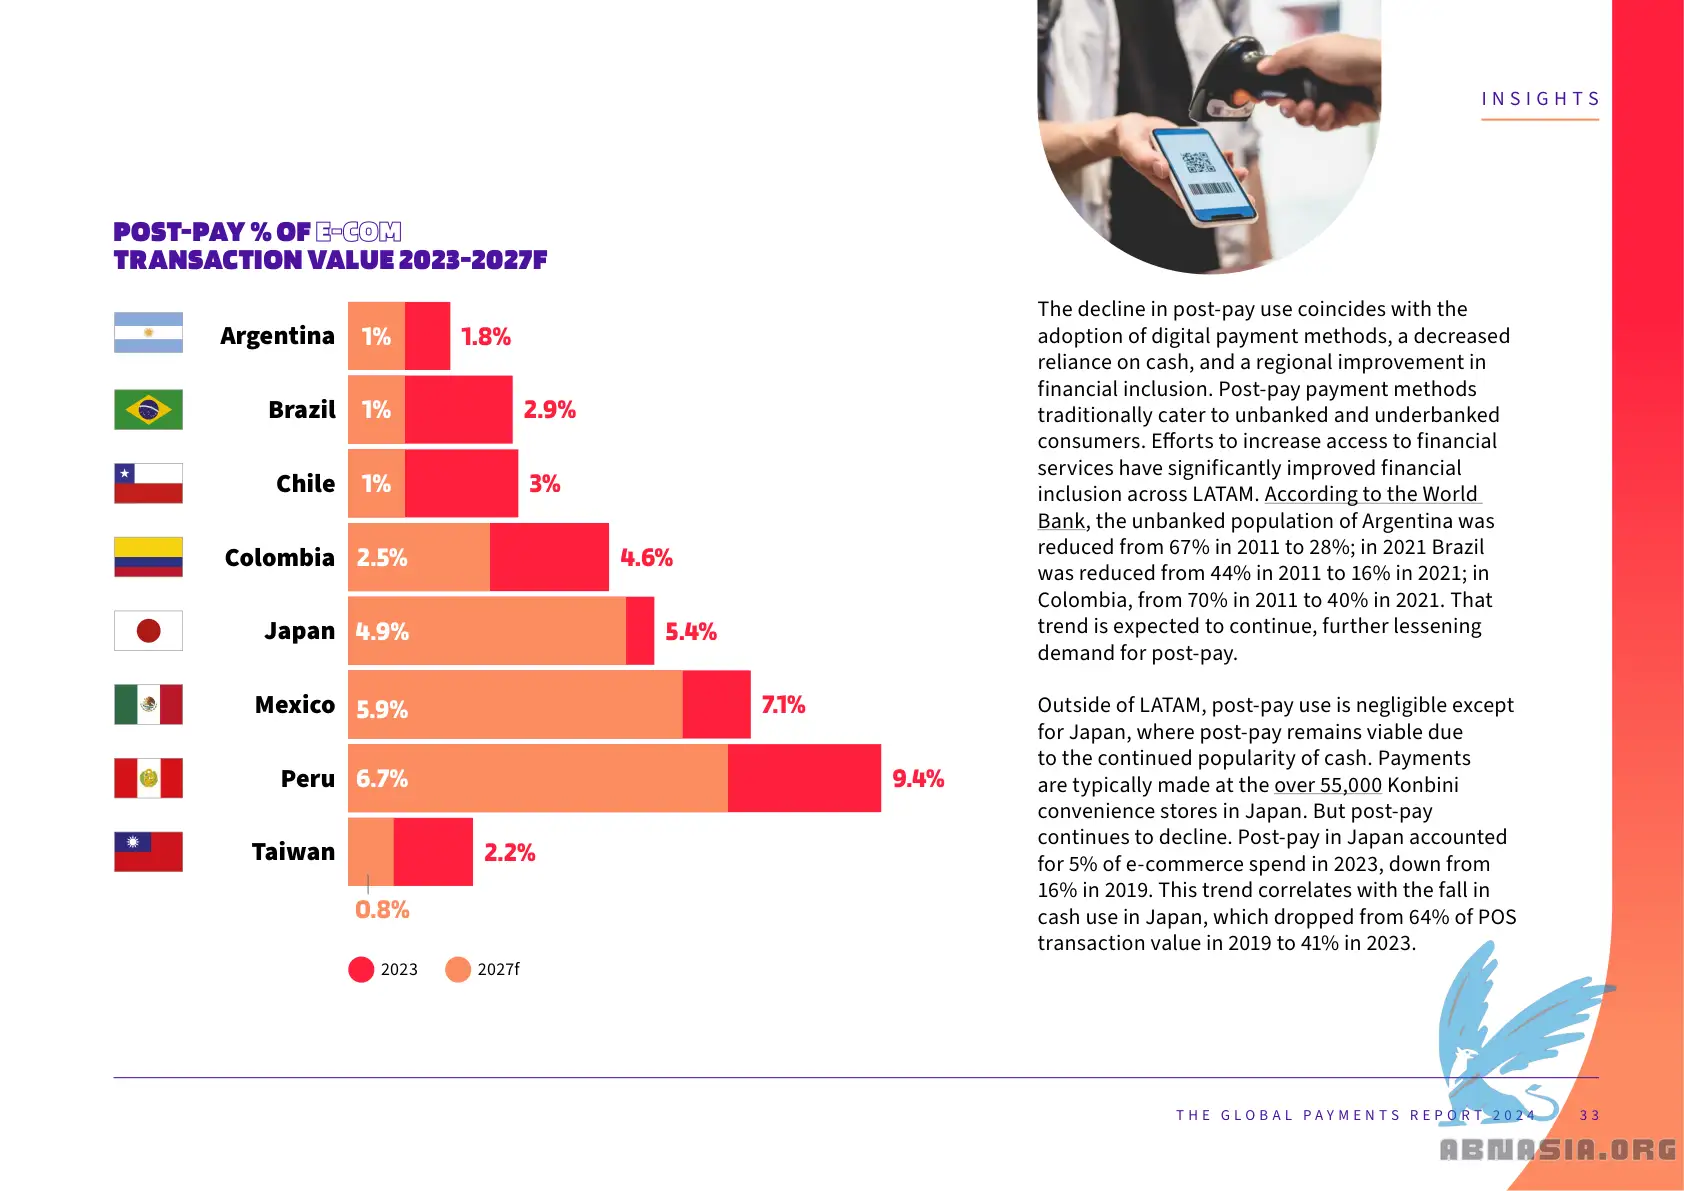 INSIGHTS
POST-PAY % OF E-COM
TRANSACTION VALUE 2023-2027F
Argentina 1% 1.8%
Brazil 1% 2.9%
Chile 1% 3%
Colombia 2.5% 4.6%
Japan 4.9% 5.4%
Mexico 5.9% 7.1%
Peru 6.7% 9.4%
Taiwan 2.2%
0.8%
2023 2027f
The decline in post-pay use coincides with the
adoption of digital payment methods, a decreased
reliance on cash, and a regional improvement in
financial inclusion. Post-pay payment methods
traditionally cater to unbanked and underbanked
consumers. Efforts to increase access to financial
services have significantly improved financial
inclusion across LATAM. According to the World
Bank, the unbanked population of Argentina was
reduced from 67% in 2011 to 28%; in 2021 Brazil
was reduced from 44% in 2011 to 16% in 2021; in
Colombia, from 70% in 2011 to 40% in 2021. That
trend is expected to continue, further lessening
demand for post-pay.
Outside of LATAM, post-pay use is negligible except
for Japan, where post-pay remains viable due
to the continued popularity of cash. Payments
are typically made at the over 55,000 Konbini
convenience stores in Japan. But post-pay
continues to decline. Post-pay in Japan accounted
for 5% of e-commerce spend in 2023, down from
16% in 2019. This trend correlates with the fall in
cash use in Japan, which dropped from 64% of POS
transaction value in 2019 to 41% in 2023.
THE GLOBAL PAYMENTS REPORT 2024 33
ABNASIA.ORG